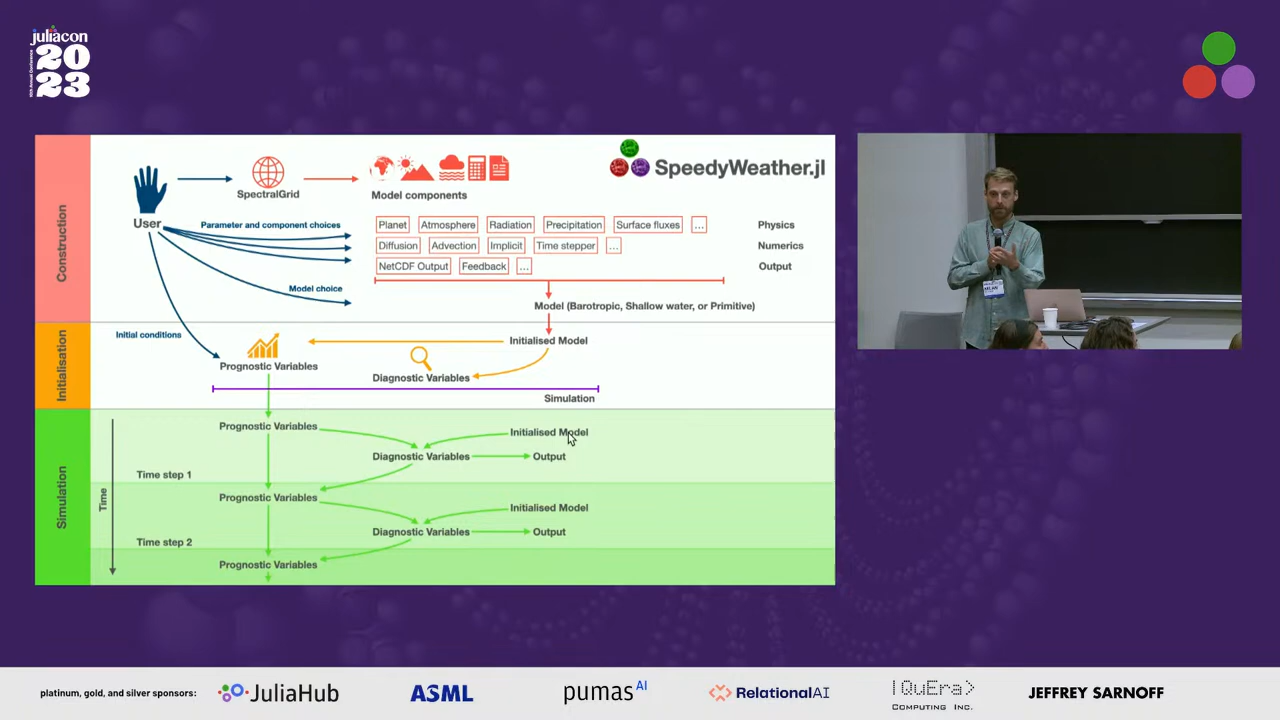 juliacon
20
23
SpeedyWeather.jl
Construction
User
SpectralGrid
Model components
Parameter and component choices
Planet Atmosphere Radiation Precipitation Surface fluxes ... Physics
Diffusion Advection Implicit Time stepper ... Numerics
NetCDF Output Feedback ... Output
Model choice
Model (Barotropic, Shallow water, or Primitive)
Initialisation
Initial conditions
Initialised Model
Prognostic Variables
Diagnostic Variables
Simulation
Simulation
Time
Prognostic Variables
Initialised Model
Diagnostic Variables Output
Time step 1
Prognostic Variables
Initialised Model
Diagnostic Variables Output
Time step 2
Prognostic Variables
platinum, gold, and silver sponsors: JuliaHub ASML pumas AI RelationalAI |QuEra> COMPUTING INC. JEFFREY SARNOFF